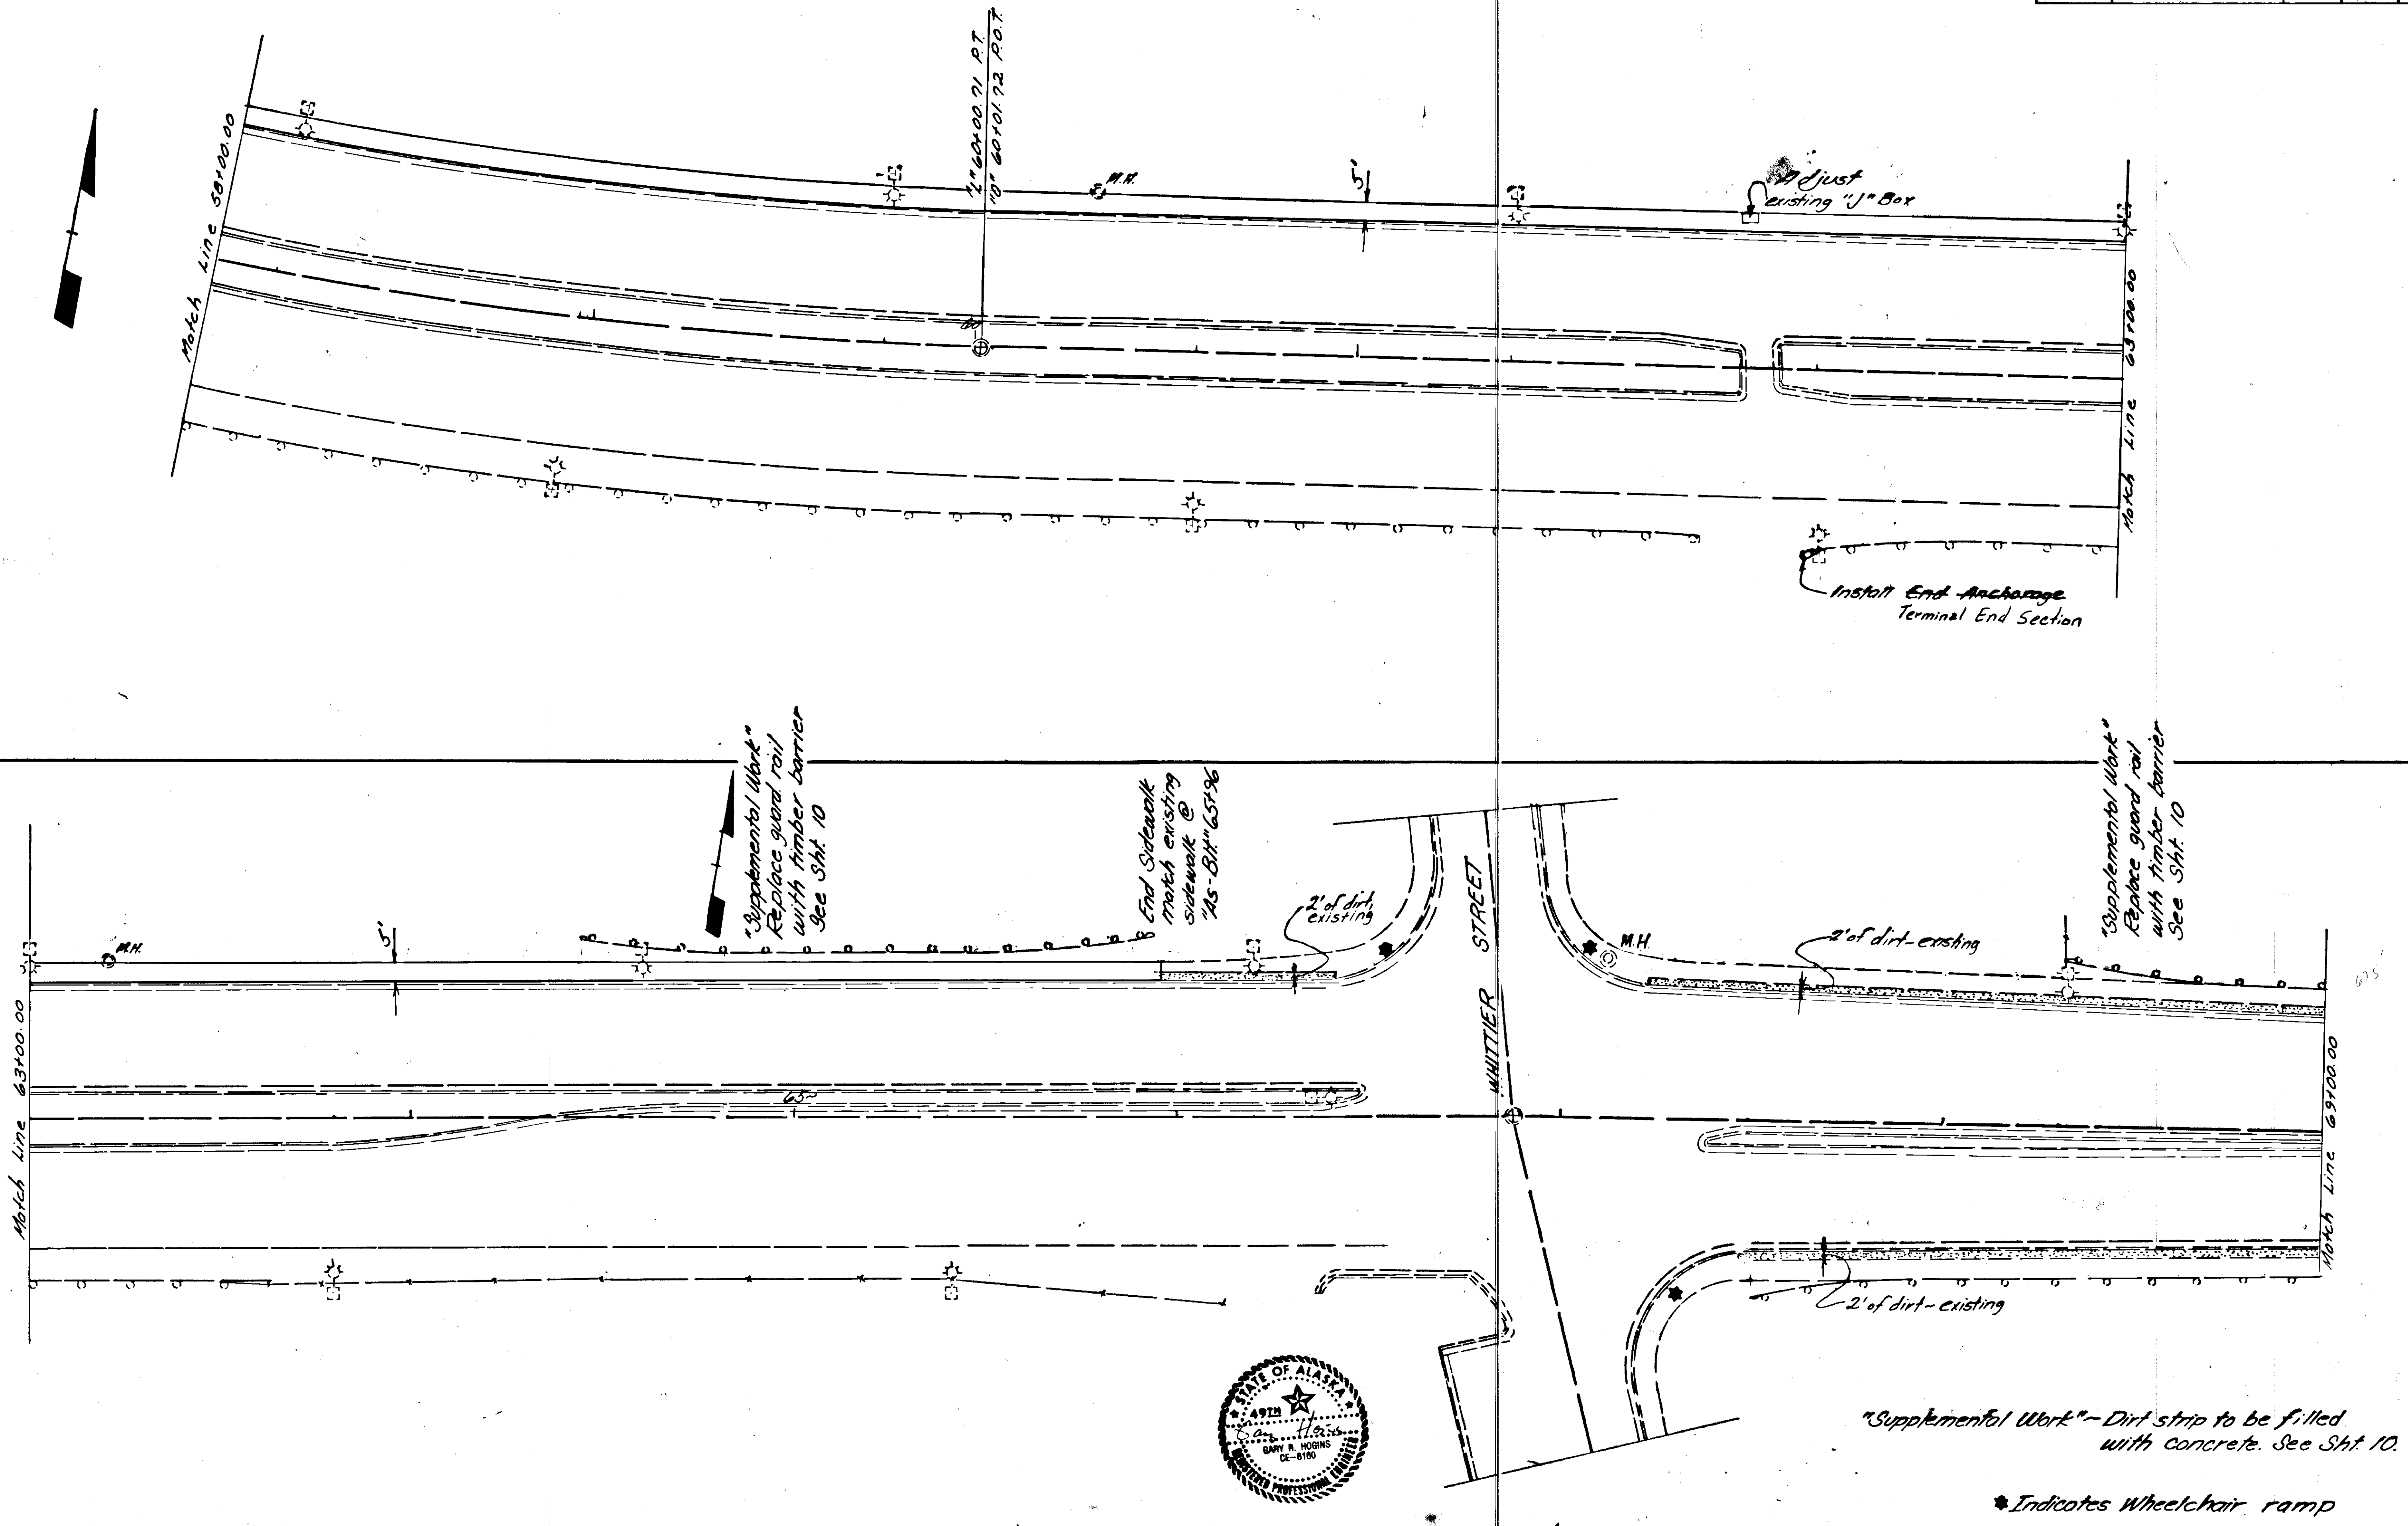 Match Line 58+00.00
"L" 60+00.71 P.T.
"O" 60+01.72 P.O.T.
M.H.
5'
Adjust
existing "J" Box
60
Match Line 63+00.00
Install End Anchorage
Terminal End Section
"Supplemental Work"
Replace guard rail
with timber barrier
See Sht. 10
End Sidewalk
match existing
sidewalk @
"As-Blt." 65+96
"Supplemental Work"
Replace guard rail
with timber barrier
See Sht. 10
Match Line 63+00.00
M.H.
5'
2' of dirt,
existing
WHITTIER STREET
M.H.
2' of dirt-existing
65
Match Line 69+00.00
2' of dirt-existing
STATE OF ALASKA
49TH
Gary Hogins
GARY R. HOGINS
CE-6160
REGISTERED PROFESSIONAL ENGINEER
"Supplemental Work"- Dirt strip to be filled
with concrete. See Sht. 10.
Indicates Wheelchair ramp